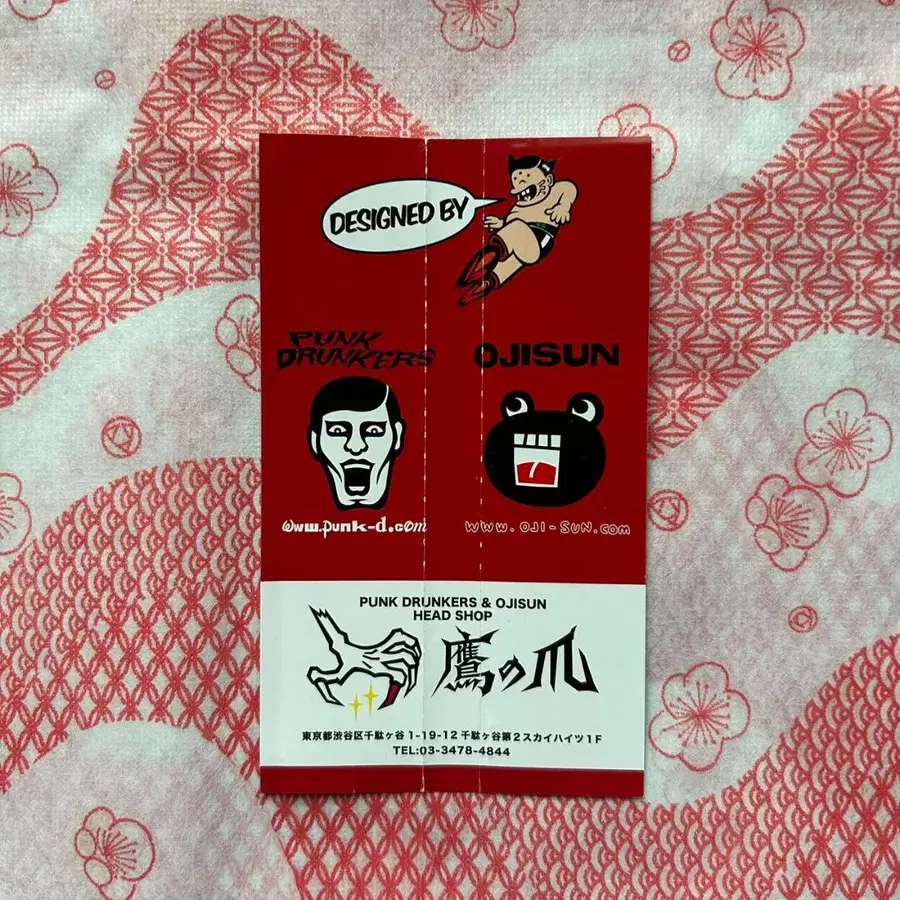 DESIGNED BY
PUNK DRUNKERS
OJISUN
www.punk-d.com
www.OJI-SUN.com
PUNK DRUNKERS & OJISUN
HEAD SHOP
鷹の爪
東京都渋谷区千駄ヶ谷1-19-12千駄ヶ谷第2スカイハイツ1F
TEL:03-3478-4844